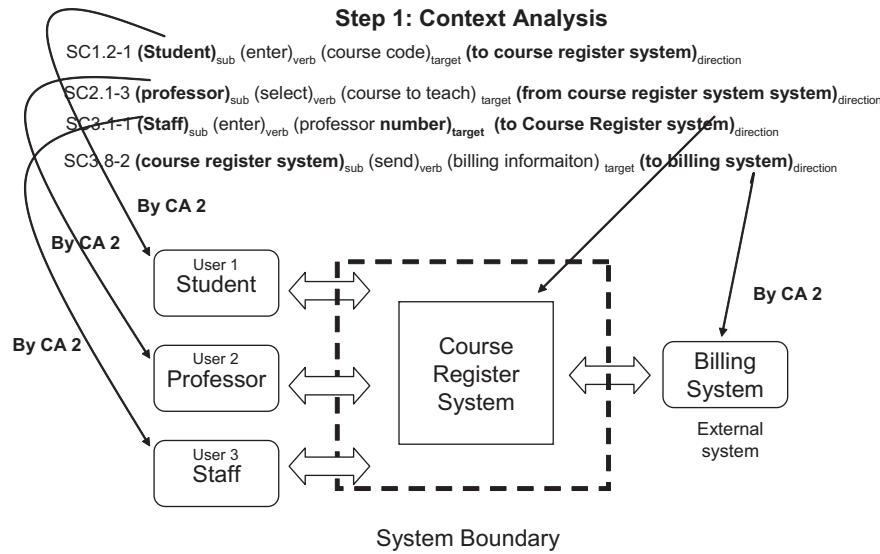 Step 1: Context Analysis
SC1.2-1 (Student)sub (enter)verb (course code)target (to course register system)direction
SC2.1-3 (professor)sub (select)verb (course to teach) target (from course register system system)direction
SC3.1-1 (Staff)sub (enter)verb (professor number)target (to Course Register system)direction
SC3.8-2 (course register system)sub (send)verb (billing informaiton) target (to billing system)direction
By CA 2
By CA 2
By CA 2
By CA 2
User 1
Student
User 2
Professor
User 3
Staff
Course
Register
System
Billing
System
External
system
System Boundary